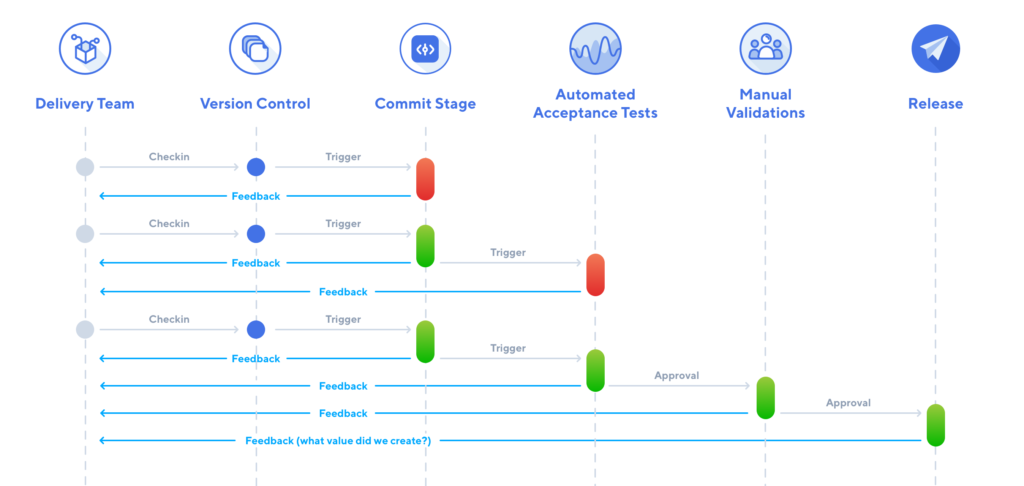 Delivery Team
Version Control
Commit Stage
Automated
Acceptance Tests
Manual
Validations
Release
Checkin
Trigger
Feedback
Checkin
Trigger
Trigger
Feedback
Feedback
Checkin
Trigger
Trigger
Feedback
Approval
Feedback
Approval
Feedback
Feedback (what value did we create?)